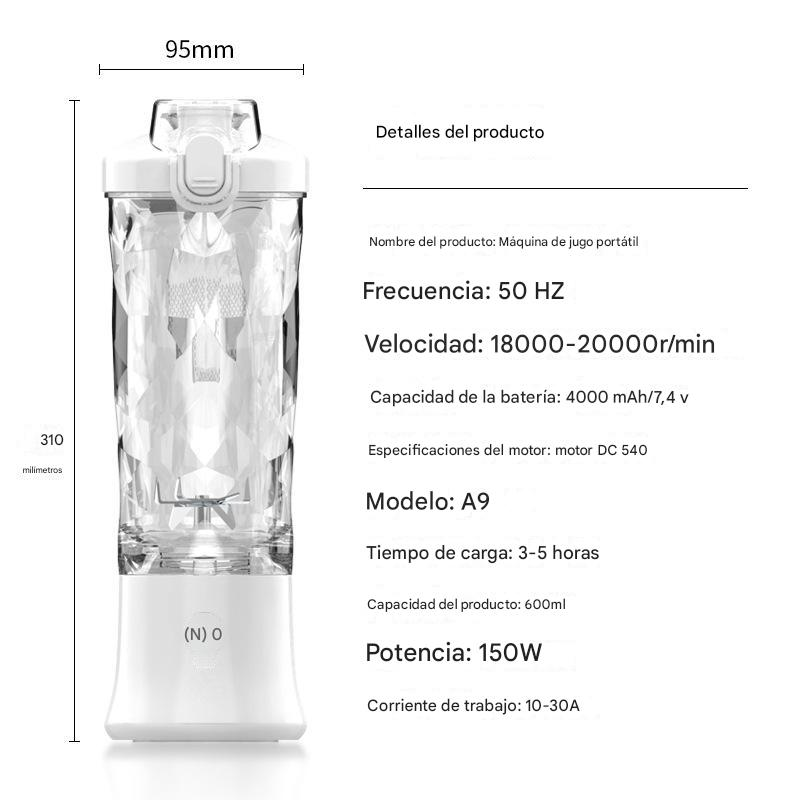 95mm
Detalles del producto
Nombre del producto: Máquina de jugo portátil
Frecuencia: 50 HZ
Velocidad: 18000-20000r/min
Capacidad de la batería: 4000 mAh/7,4 v
310
milímetros
Especificaciones del motor: motor DC 540
Modelo: A9
Tiempo de carga: 3-5 horas
Capacidad del producto: 600ml
(N) 0
Potencia: 150W
Corriente de trabajo: 10-30A